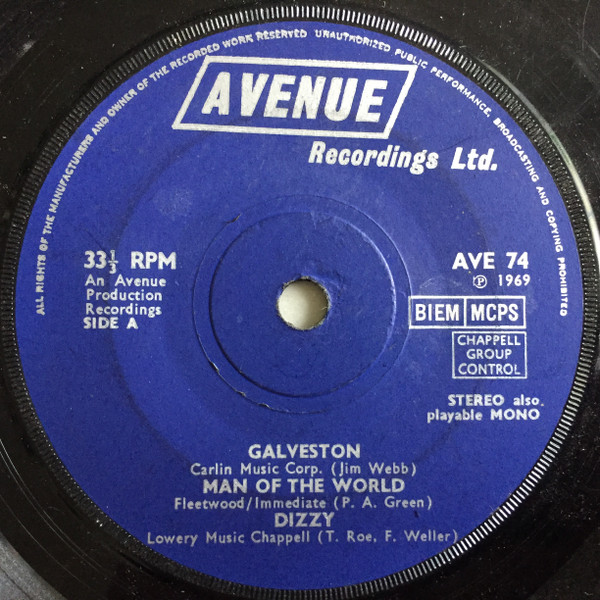 ALL RIGHTS OF THE MANUFACTURERS AND OWNER OF THE RECORDED WORK RESERVED UNAUTHORIZED PUBLIC PERFORMANCE, BROADCASTING AND COPYING PROHIBITED
AVENUE
Recordings Ltd.
33⅓ RPM
An Avenue
Production
Recordings
SIDE A
AVE 74
℗ 1969
BIEM MCPS
CHAPPELL
GROUP
CONTROL
STEREO also.
playable MONO
GALVESTON
Carlin Music Corp. (Jim Webb)
MAN OF THE WORLD
Fleetwood/Immediate (P. A. Green)
DIZZY
Lowery Music Chappell (T. Roe, F. Weller)